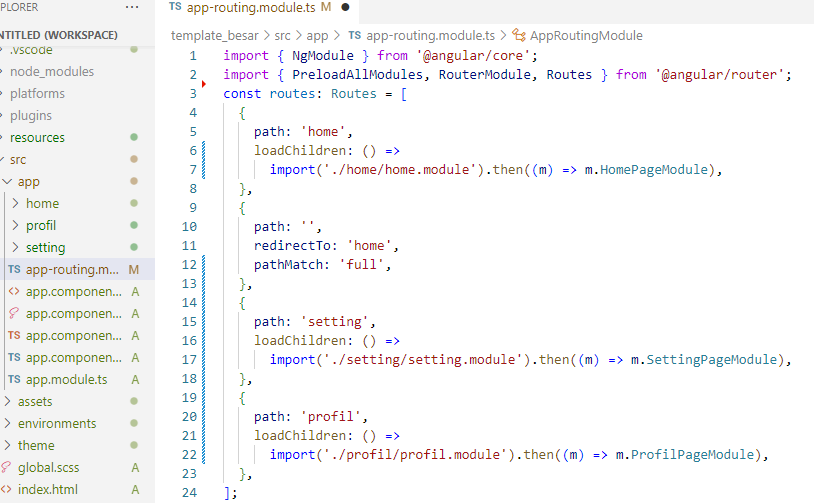 PLORER ...
NTITLED (WORKSPACE)
.vscode
node_modules
platforms
plugins
resources
src
app
home
profil
setting
TS app-routing.m... M
<> app.componen... A
app.componen... A
TS app.componen... A
TS app.componen... A
TS app.module.ts A
assets
environments
theme
global.scss A
<> index.html A
TS app-routing.module.ts M
template_besar > src > app > TS app-routing.module.ts > AppRoutingModule
1 import { NgModule } from '@angular/core';
2 import { PreloadAllModules, RouterModule, Routes } from '@angular/router';
3 const routes: Routes = [
4 {
5 path: 'home',
6 loadChildren: () =>
7 import('./home/home.module').then((m) => m.HomePageModule),
8 },
9 {
10 path: '',
11 redirectTo: 'home',
12 pathMatch: 'full',
13 },
14 {
15 path: 'setting',
16 loadChildren: () =>
17 import('./setting/setting.module').then((m) => m.SettingPageModule),
18 },
19 {
20 path: 'profil',
21 loadChildren: () =>
22 import('./profil/profil.module').then((m) => m.ProfilPageModule),
23 },
24 ];